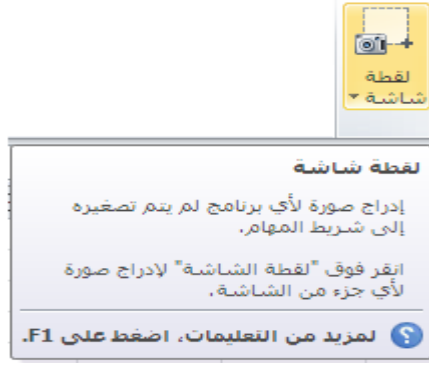 لقطة
شاشة
لقطة شاشة
إدراج صورة لأي برنامج لم يتم تصغيره
إلى شريط المهام.
انقر فوق "لقطة الشاشة" لإدراج صورة
لأي جزء من الشاشة.
لمزيد من التعليمات، اضغط على F1.